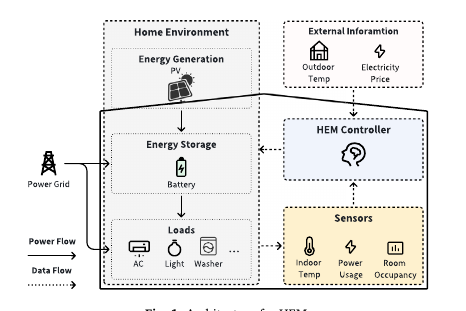 Home Environment
Energy Generation
PV
External Inforamtion
Outdoor
Temp
Electricity
Price
HEM Controller
Energy Storage
Battery
Power Grid
Sensors
Indoor
Temp
Power
Usage
Room
Occupancy
Loads
AC
Light
Washer
...
Power Flow
Data Flow